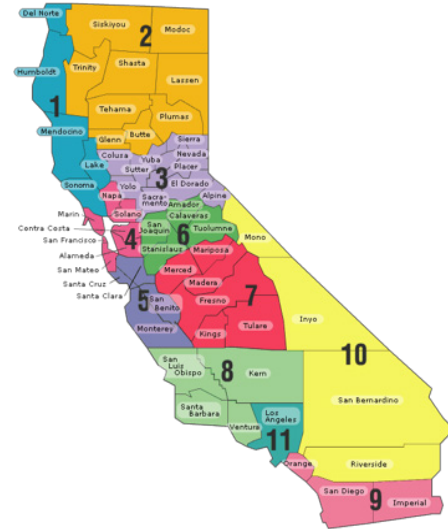 Del Norte
Siskiyou
2
Modoc
Shasta
Trinity
Humboldt
Lassen
1
Tehama
Plumas
Mendocino
Butte
Glenn
Sierra
Colusa
Yuba
Nevada
Lake
Sutter
Placer
3
Sonoma
Yolo
El Dorado
Napa
Sacra-
mento
Alpine
Amador
Marin
Solano
Calaveras
Contra Costa
San
Joaquin
Tuolumne
6
San Francisco
4
Mono
Alameda
Stanislauz
Mariposa
San Mateo
Merced
Santa Cruz
Madera
Santa Clara
5
San
Benito
Fresno
7
Monterey
Kings
Tulare
Inyo
10
San
Luis
Obispo
8
Kern
San Bernardino
Santa
Barbara
Los
Angeles
Ventura
11
Orange
Riverside
San Diego
9
Imperial